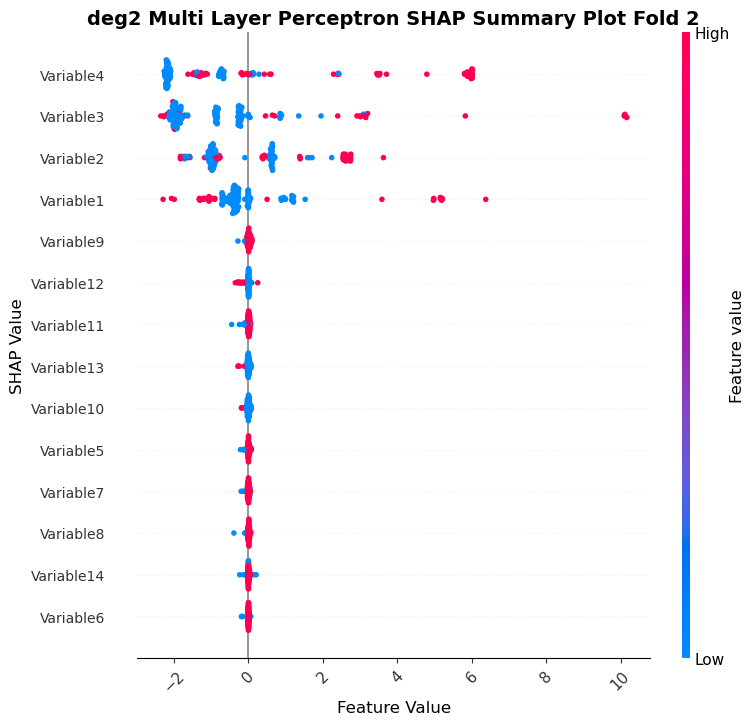 deg2 Multi Layer Perceptron SHAP Summary Plot Fold 2
High
Variable4
Variable3
Variable2
Variable1
Variable9
Variable12
Variable11
Variable13
Variable10
Variable5
Variable7
Variable8
Variable14
Variable6
SHAP Value
Feature value
Low
−2 0 2 4 6 8 10
Feature Value